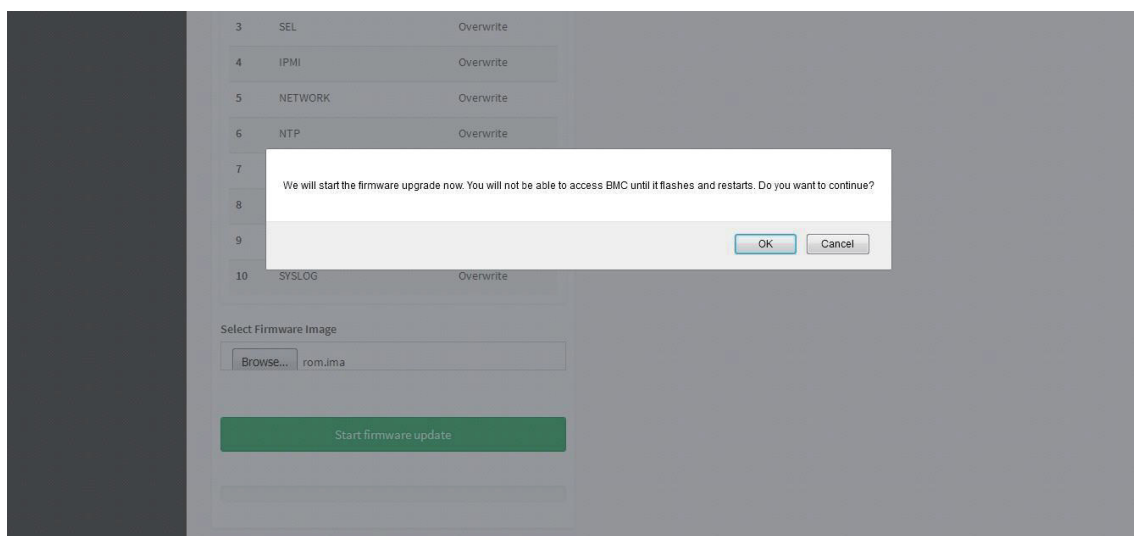 3 SEL Overwrite
4 IPMI Overwrite
5 NETWORK Overwrite
6 NTP Overwrite
7
We will start the firmware upgrade now. You will not be able to access BMC until it flashes and restarts. Do you want to continue?
8
9
OK Cancel
10 SYSLOG Overwrite
Select Firmware Image
Browse... rom.ima
Start firmware update